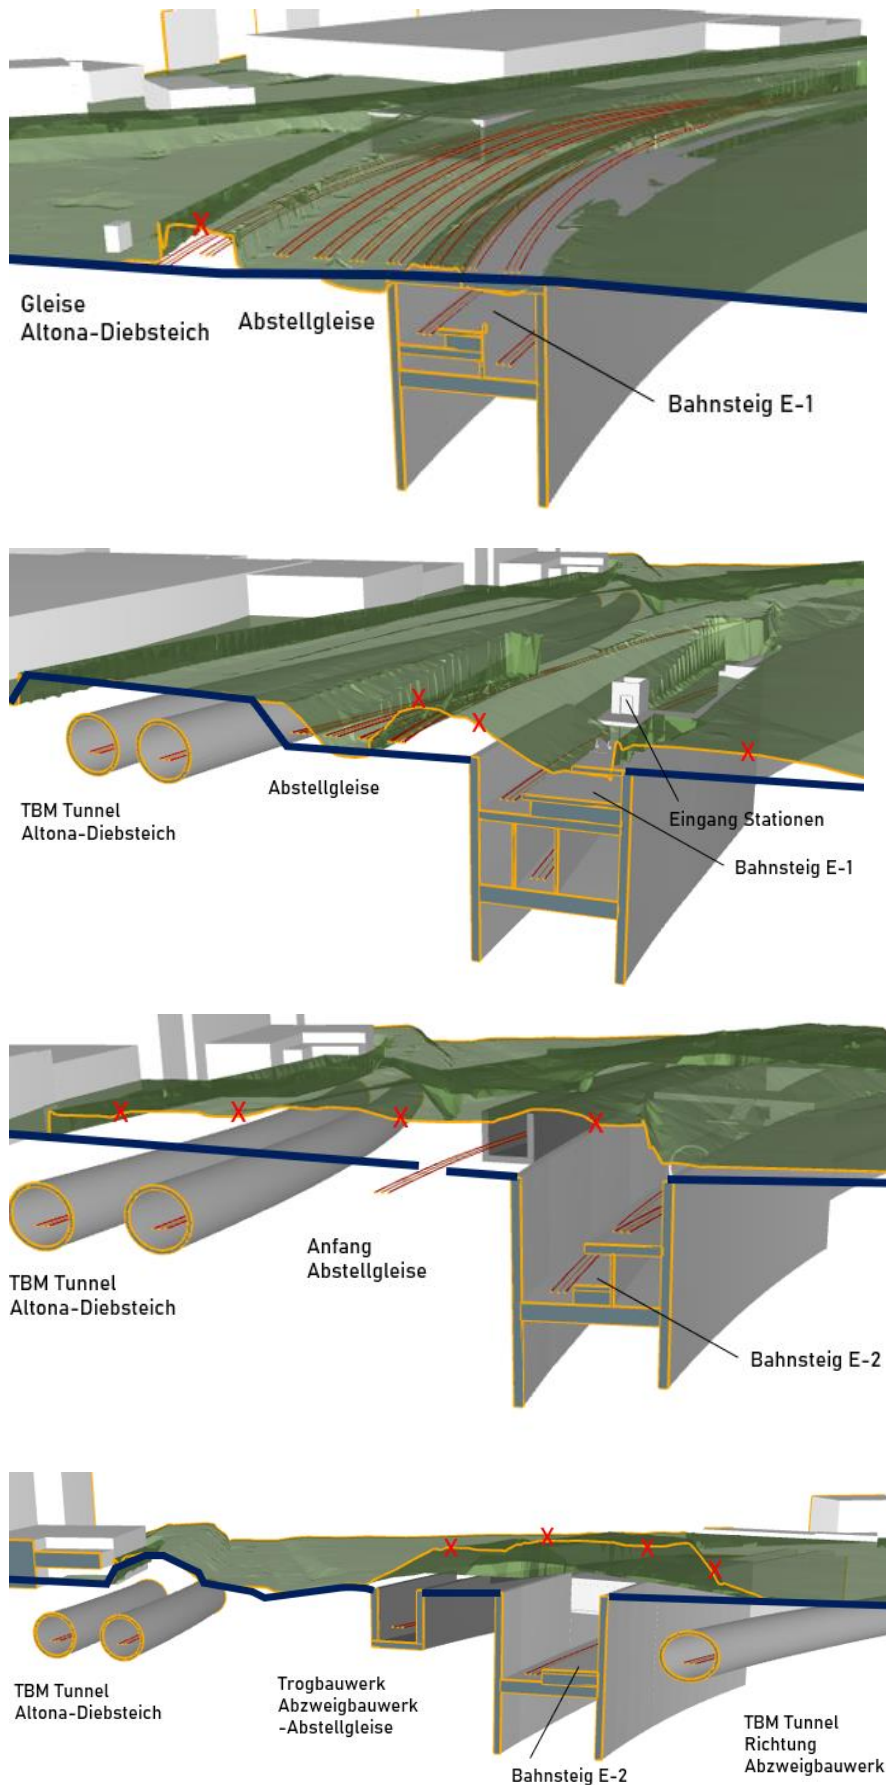 Gleise
Altona-Diebsteich
Abstellgleise
Bahnsteig E-1
TBM Tunnel
Altona-Diebsteich
Abstellgleise
Eingang Stationen
Bahnsteig E-1
TBM Tunnel
Altona-Diebsteich
Anfang
Abstellgleise
Bahnsteig E-2
TBM Tunnel
Altona-Diebsteich
Trogbauwerk
Abzweigbauwerk
-Abstellgleise
Bahnsteig E-2
TBM Tunnel
Richtung
Abzweigbauwerk